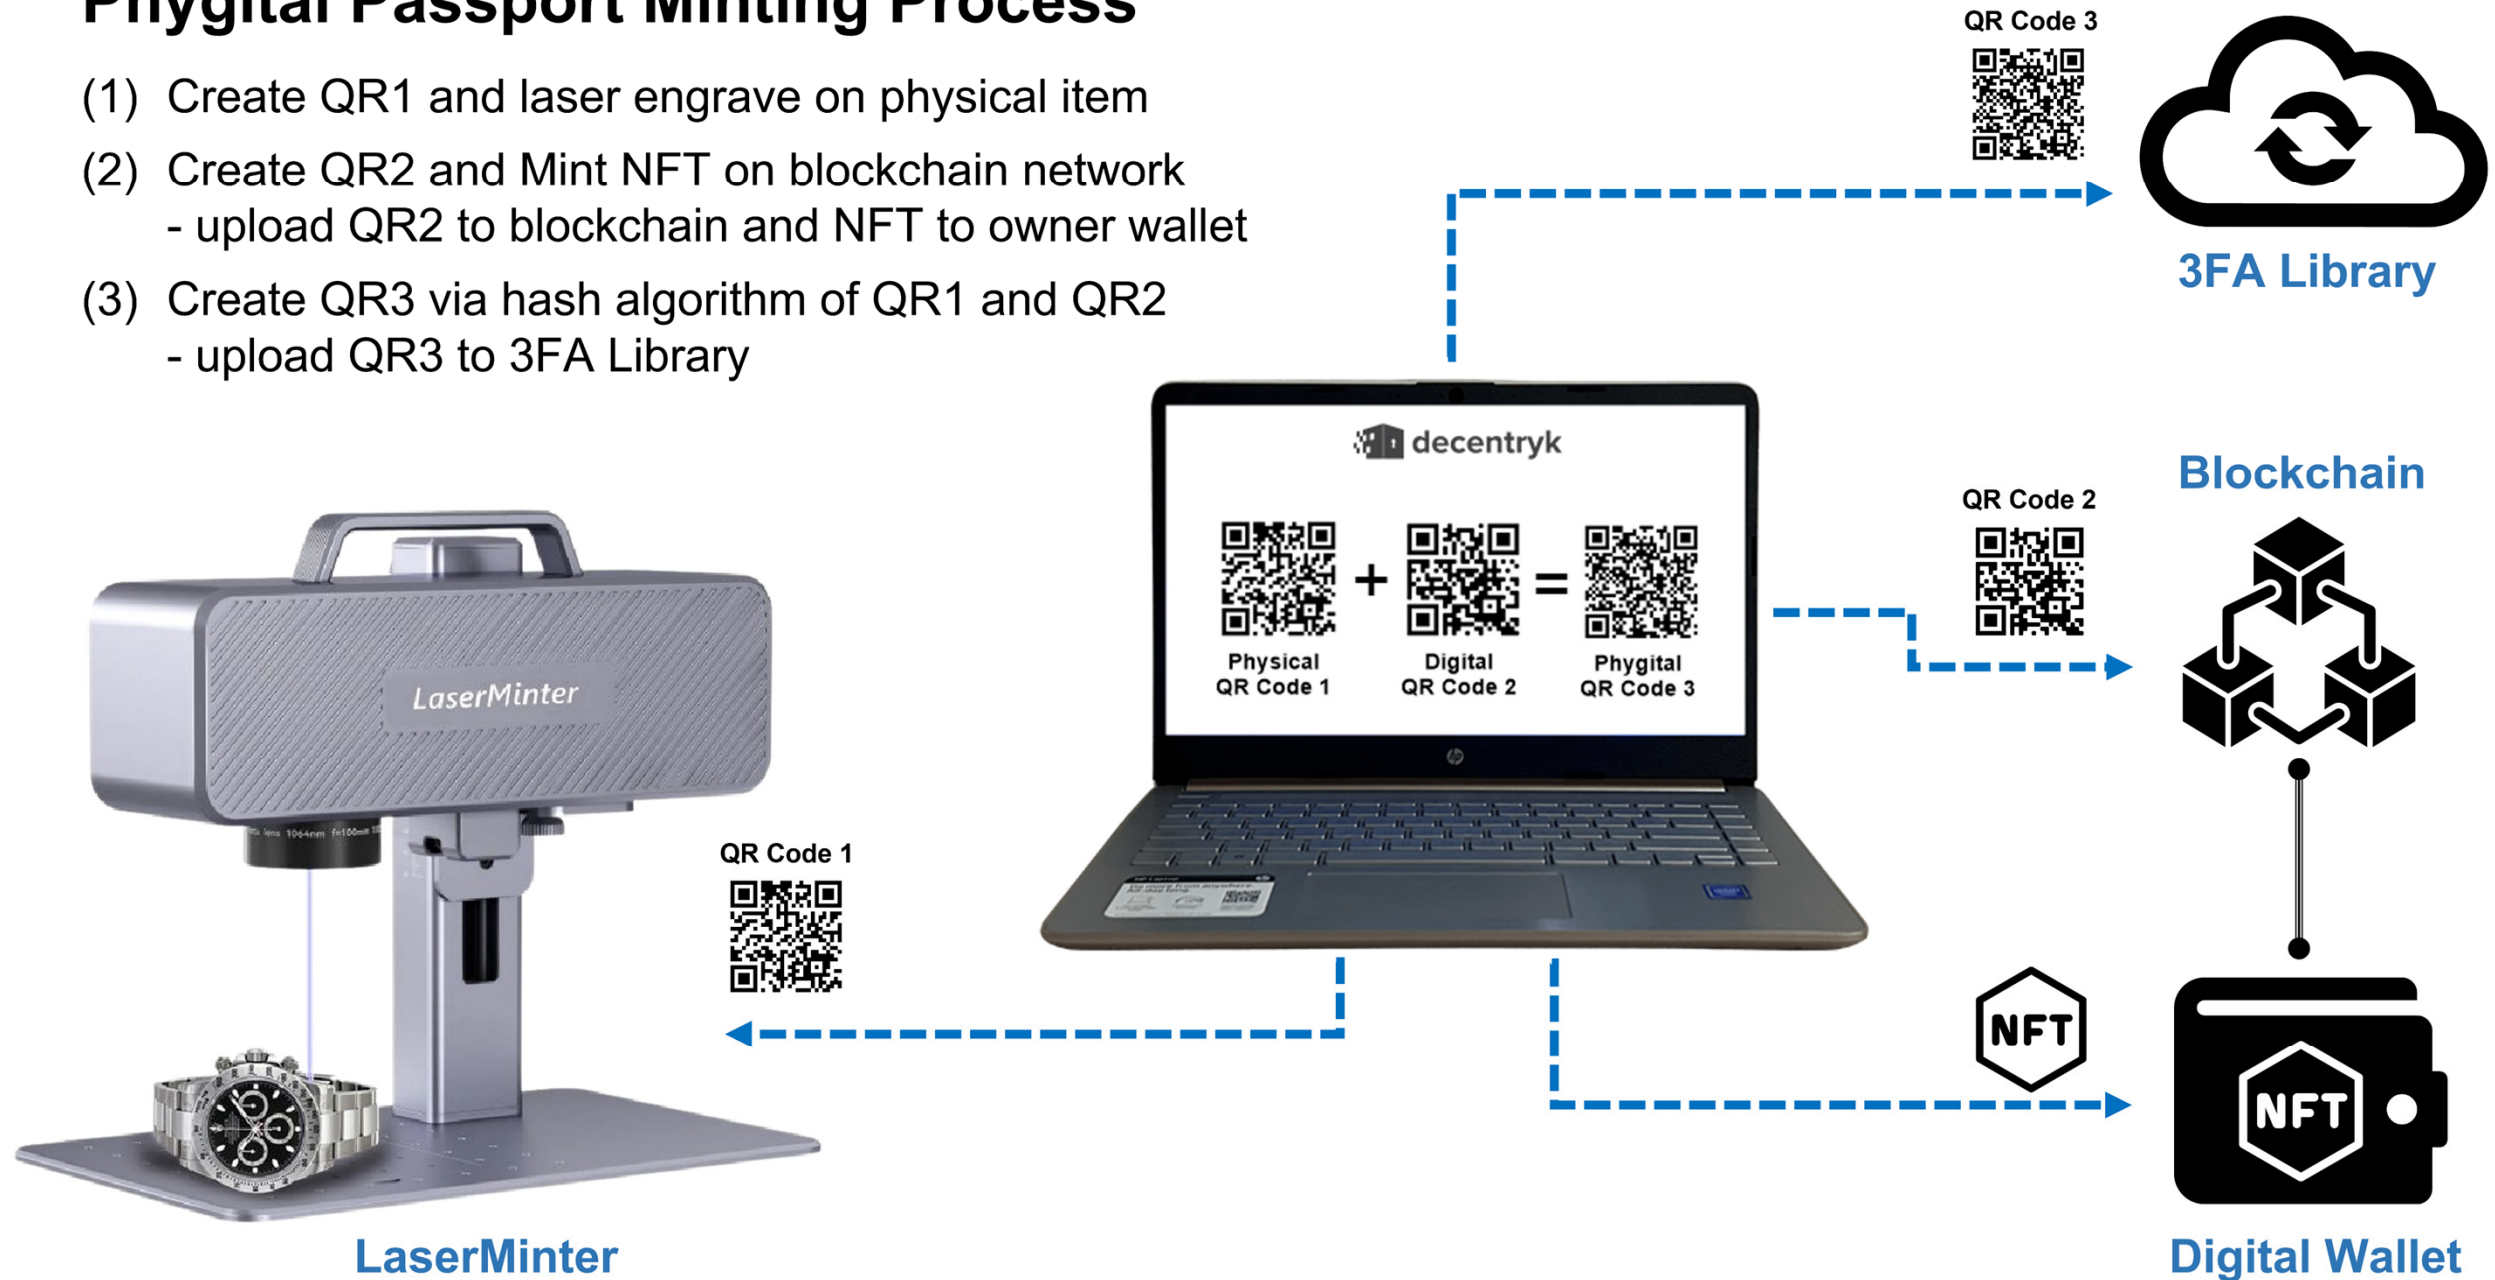 Phygital Passport Minting Process
(1) Create QR1 and laser engrave on physical item
(2) Create QR2 and Mint NFT on blockchain network
- upload QR2 to blockchain and NFT to owner wallet
(3) Create QR3 via hash algorithm of QR1 and QR2
- upload QR3 to 3FA Library
QR Code 3
3FA Library
decentryk
+
=
Physical
QR Code 1
Digital
QR Code 2
Phygital
QR Code 3
hp
QR Code 2
Blockchain
LaserMinter
lens 1064nm f=100mm
QR Code 1
NFT
NFT
LaserMinter
Digital Wallet